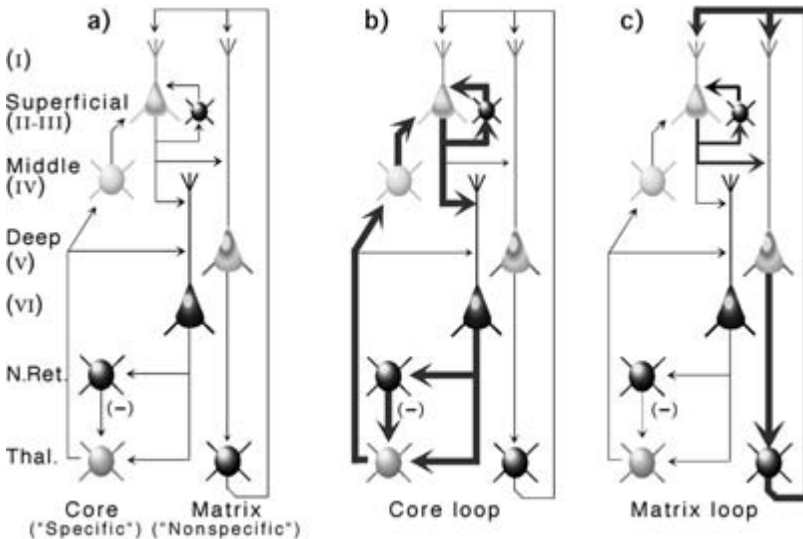 a)
b)
c)
(I)
Superficial
(II-III)
Middle
(IV)
Deep
(V)
(VI)
N.Ret.
(−)
(−)
(−)
Thal.
Core
("Specific")
Matrix
("Nonspecific")
Core loop
Matrix loop